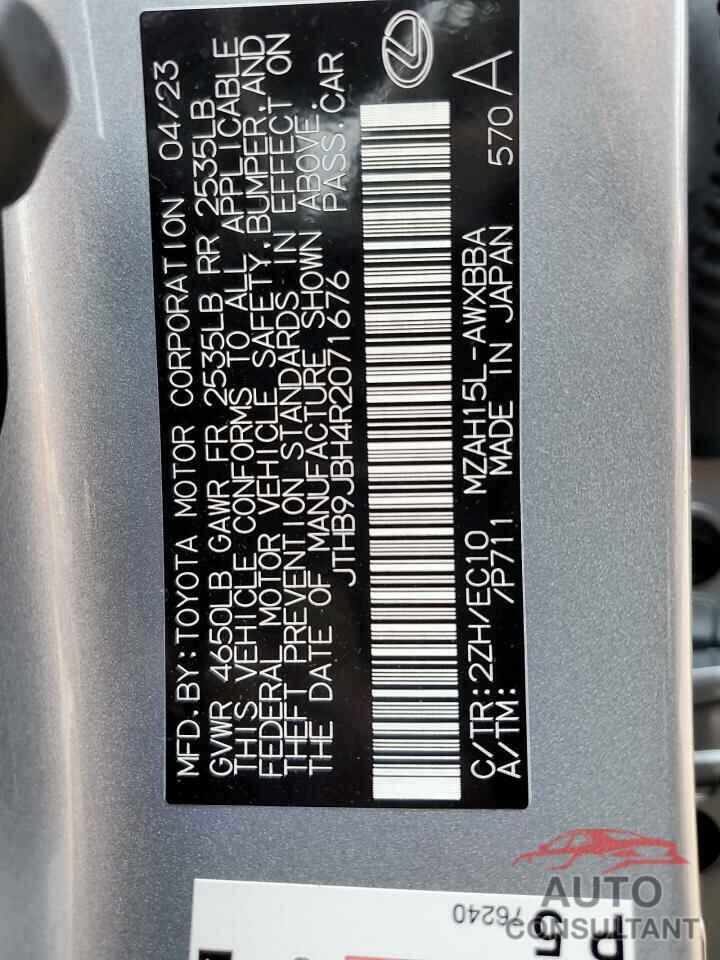 MFD.BY:TOYOTA MOTOR CORPORATION 04/23
GVWR 4650LB GAWR FR 2535LB RR 2535LB
THIS VEHICLE CONFORMS TO ALL APPLICABLE
FEDERAL MOTOR VEHICLE SAFETY,BUMPER,AND
THEFT PREVENTION STANDARDS IN EFFECT ON
THE DATE OF MANUFACTURE SHOWN ABOVE.
JTHB9JBH4R2071676 PASS.CAR
C/TR:2ZH/EC10 MZAH15L-AWXBBA
A/TM: /P711 MADE IN JAPAN 570 A
76240
P
5
AUTO
CONSULTANT